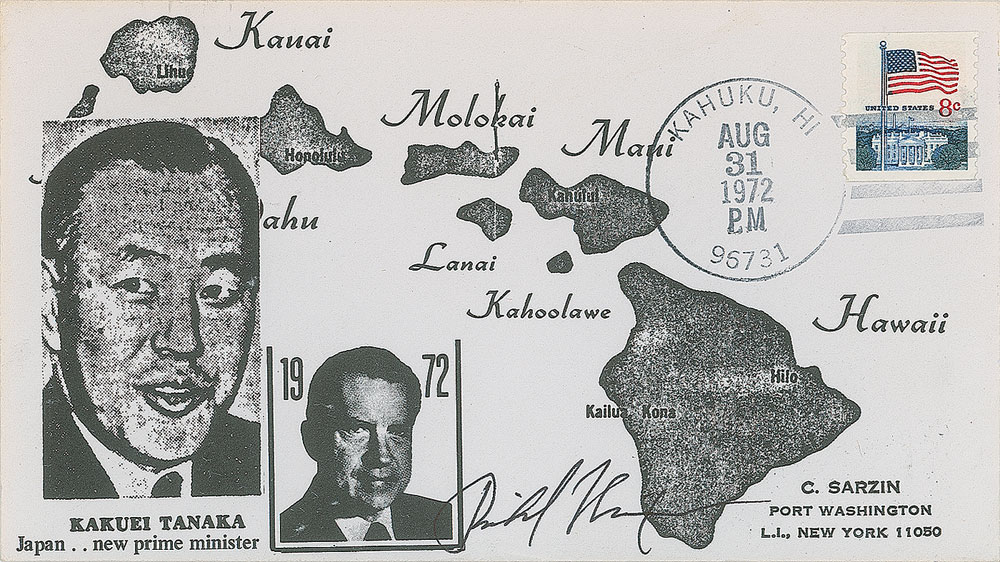 Kauai
Lihue
Molokai
Honolulu
Maui
Kahului
ahu
Lanai
Kahoolawe
Hawaii
Hilo
Kailua Kona
KAHUKU, HI
AUG
31
1972
PM
96731
UNITED STATES 8c
19 72
KAKUEI TANAKA
Japan . . new prime minister
C. SARZIN
PORT WASHINGTON
L.I., NEW YORK 11050